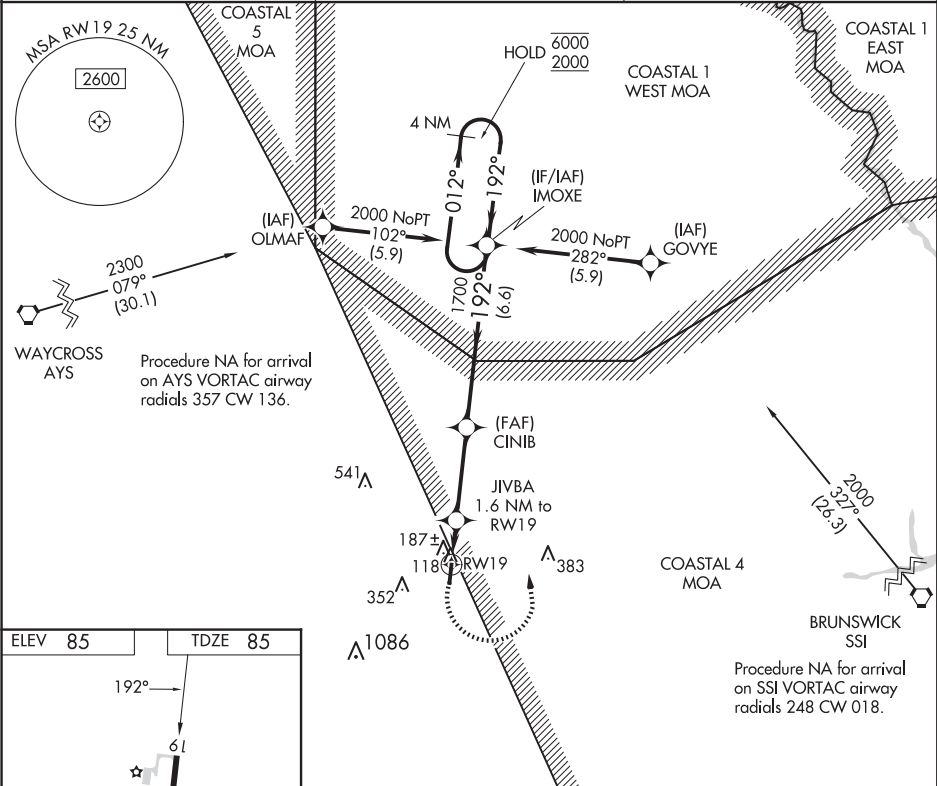 MSA RW19 25 NM
2600
COASTAL
5
MOA
HOLD
6000
2000
COASTAL 1
WEST MOA
COASTAL 1
EAST
MOA
4 NM
012°
192°
(IF/IAF)
IMOXE
(IAF)
OLMAF
2000 NoPT
102°
(5.9)
2000 NoPT
282°
(5.9)
(IAF)
GOVYE
2300
079°
(30.1)
1700
192°
(6.6)
WAYCROSS
AYS
Procedure NA for arrival
on AYS VORTAC airway
radials 357 CW 136.
(FAF)
CINIB
541
JIVBA
1.6 NM to
RW19
2000
327°
(26.3)
187±
118
RW19
383
352
COASTAL 4
MOA
1086
BRUNSWICK
SSI
Procedure NA for arrival
on SSI VORTAC airway
radials 248 CW 018.
ELEV 85
TDZE 85
192°
19